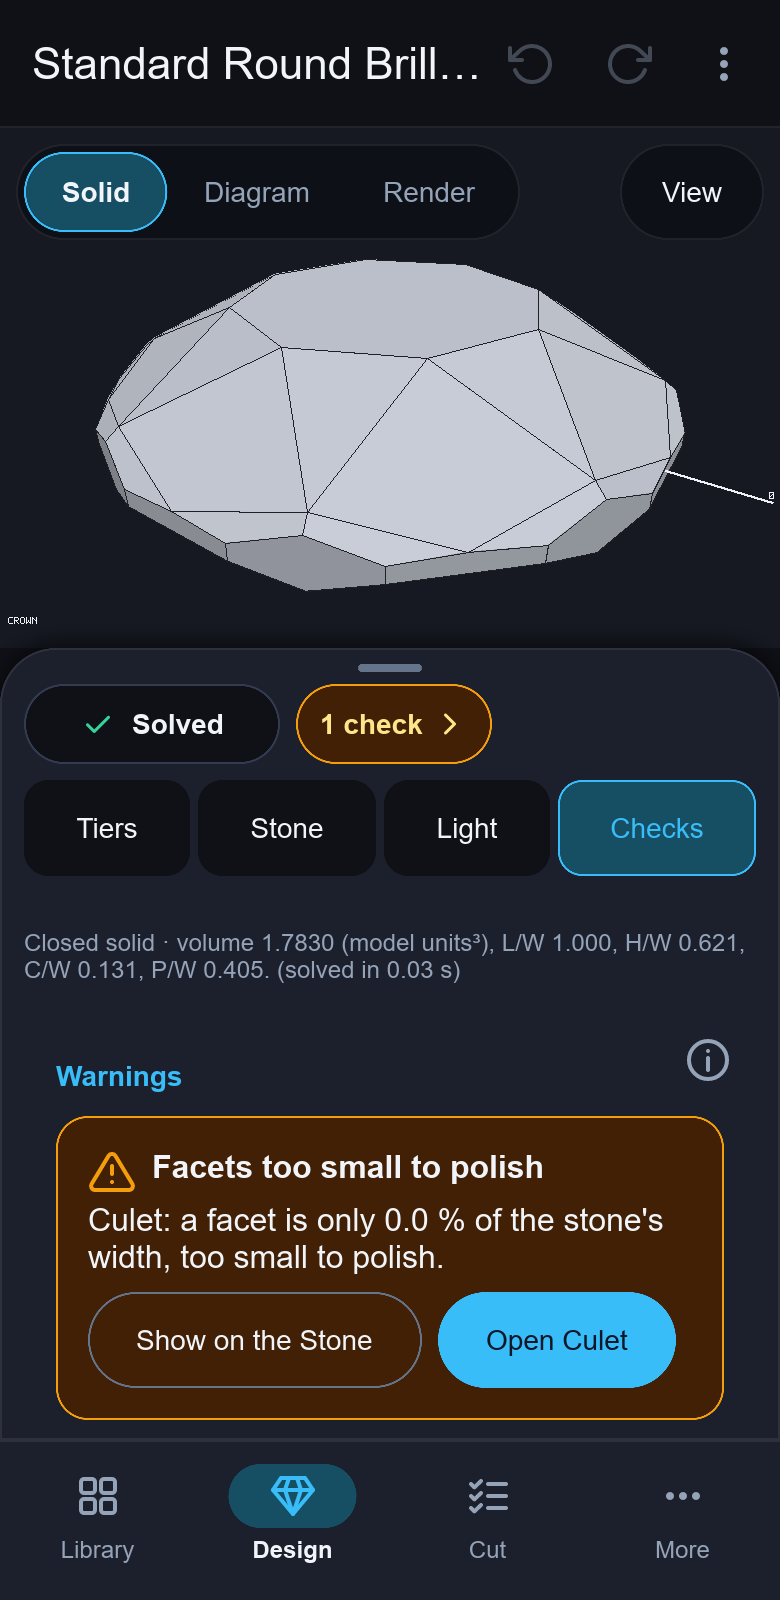 Standard Round Brill...
Solid
Diagram
Render
View
0
CROWN
Solved
1 check
Tiers
Stone
Light
Checks
Closed solid · volume 1.7830 (model units³), L/W 1.000, H/W 0.621,
C/W 0.131, P/W 0.405. (solved in 0.03 s)
Warnings
Facets too small to polish
Culet: a facet is only 0.0 % of the stone's
width, too small to polish.
Show on the Stone
Open Culet
Library
Design
Cut
More